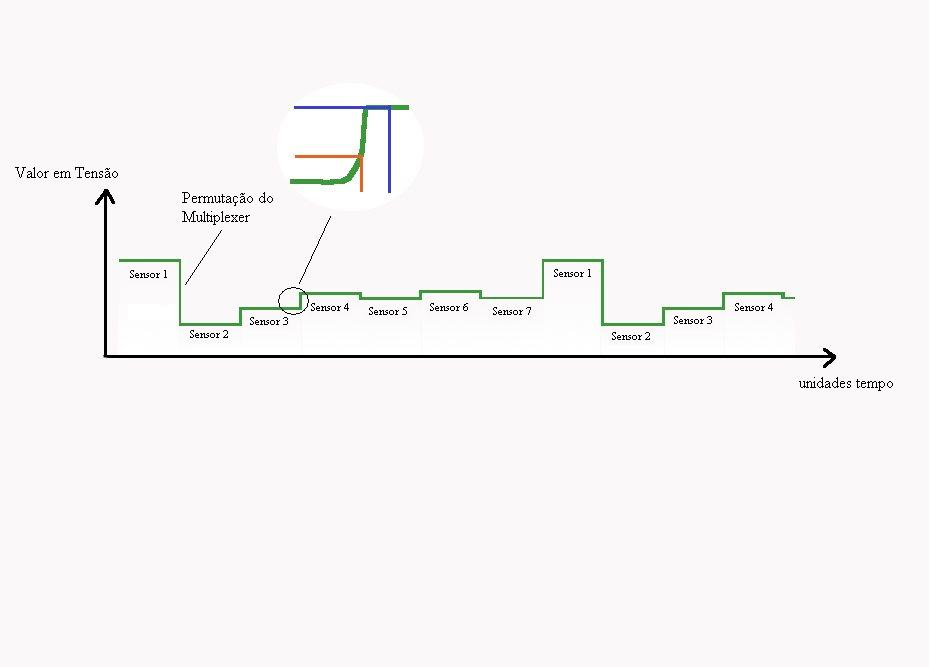 Valor em Tensão
Permutação do
Multiplexer
Sensor 1
Sensor 2
Sensor 3
Sensor 4
Sensor 5
Sensor 6
Sensor 7
Sensor 1
Sensor 2
Sensor 3
Sensor 4
unidades tempo